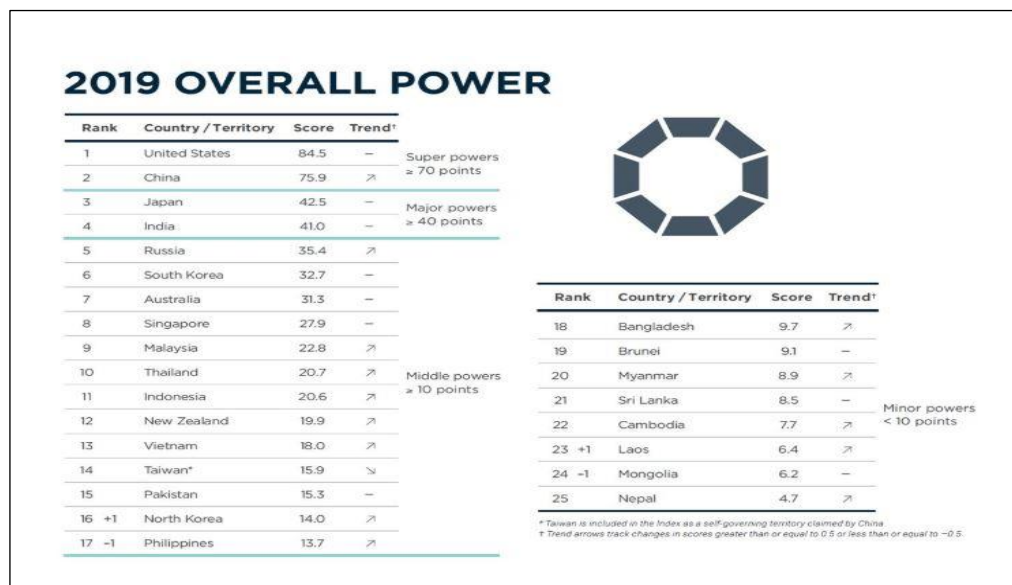 2019 OVERALL POWER
Rank Country / Territory Score Trend†
1 United States 84.5 –
2 China 75.9 ↗
Super powers
≥ 70 points
3 Japan 42.5 –
4 India 41.0 –
Major powers
≥ 40 points
5 Russia 35.4 ↗
6 South Korea 32.7 –
7 Australia 31.3 –
8 Singapore 27.9 –
9 Malaysia 22.8 ↗
10 Thailand 20.7 ↗
11 Indonesia 20.6 ↗
12 New Zealand 19.9 ↗
13 Vietnam 18.0 ↗
14 Taiwan* 15.9 ↘
15 Pakistan 15.3 –
16 +1 North Korea 14.0 ↗
17 –1 Philippines 13.7 ↗
Middle powers
≥ 10 points
Rank Country / Territory Score Trend†
18 Bangladesh 9.7 ↗
19 Brunei 9.1 –
20 Myanmar 8.9 ↗
21 Sri Lanka 8.5 –
22 Cambodia 7.7 ↗
23 +1 Laos 6.4 ↗
24 –1 Mongolia 6.2 –
25 Nepal 4.7 ↗
Minor powers
< 10 points
* Taiwan is included in the Index as a self-governing territory claimed by China
† Trend arrows track changes in scores greater than or equal to 0.5 or less than or equal to –0.5.